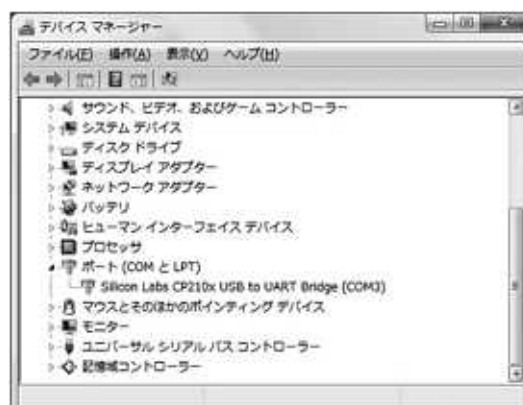 デバイス マネージャー
ファイル(F) 操作(A) 表示(V) ヘルプ(H)
サウンド、ビデオ、およびゲーム コントローラー
システム デバイス
ディスク ドライブ
ディスプレイ アダプター
ネットワーク アダプター
バッテリ
ヒューマン インターフェイス デバイス
プロセッサ
ポート (COM と LPT)
Silicon Labs CP210x USB to UART Bridge (COM3)
マウスとそのほかのポインティング デバイス
モニター
ユニバーサル シリアル バス コントローラー
記憶域コントローラー